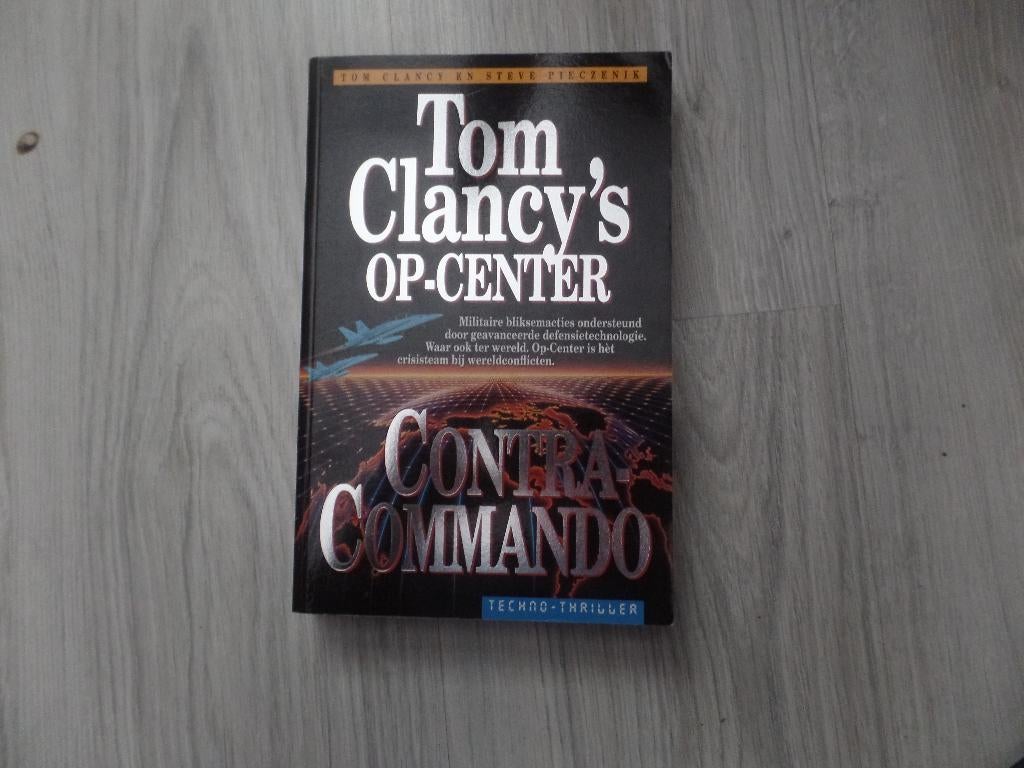 TOM CLANCY EN STEVE PIECZENIK
Tom
Clancy's
OP-CENTER
Militaire bliksemacties ondersteund
door geavanceerde defensietechnologie.
Waar ook ter wereld. Op-Center is hèt
crisisteam bij wereldconflicten.
CONTRA-
COMMANDO
TECHNO-THRILLER